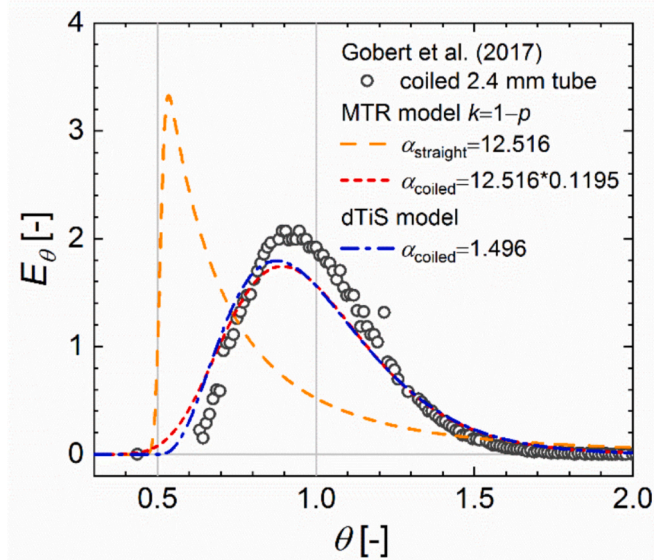 4
3
2
1
0
E_θ [-]
Gobert et al. (2017)
coiled 2.4 mm tube
MTR model k=1−p
α_straight=12.516
α_coiled=12.516*0.1195
dTiS model
α_coiled=1.496
0.5 1.0 1.5 2.0
θ [-]